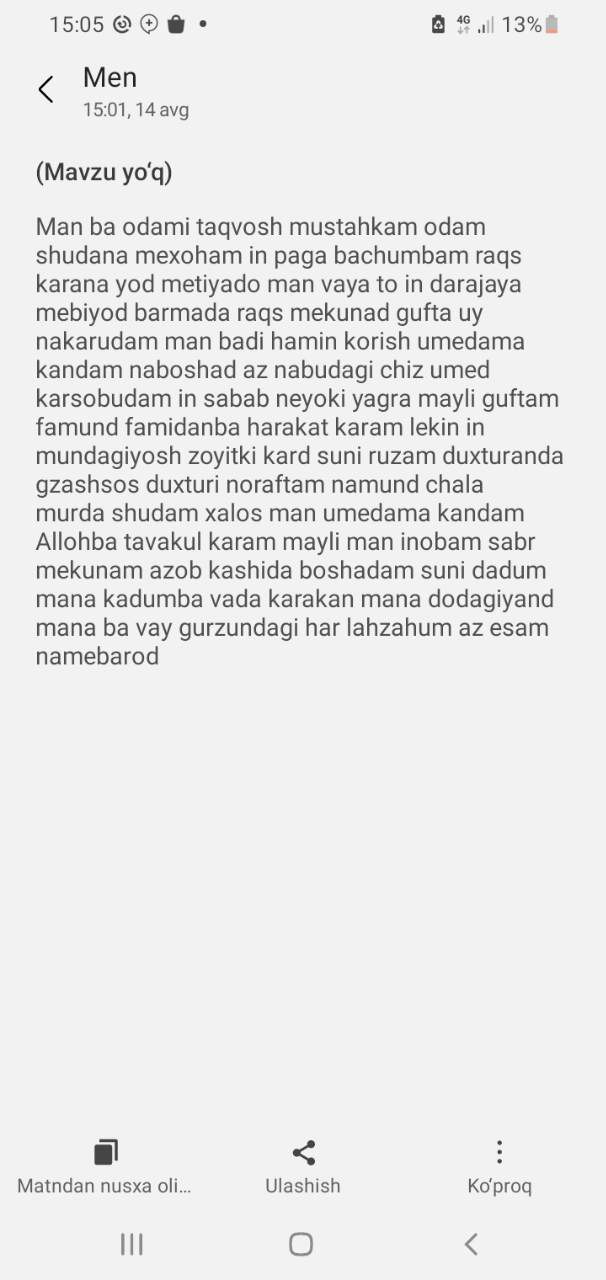 15:05
4G
13%
Men
15:01, 14 avg
(Mavzu yo‘q)
Man ba odami taqvosh mustahkam odam
shudana mexoham in paga bachumbam raqs
karana yod metiyado man vaya to in darajaya
mebiyod barmada raqs mekunad gufta uy
nakarudam man badi hamin korish umedama
kandam naboshad az nabudagi chiz umed
karsobudam in sabab neyoki yagra mayli guftam
famund famidanba harakat karam lekin in
mundagiyosh zoyitki kard suni ruzam duxturanda
gzashsos duxturi noraftam namund chala
murda shudam xalos man umedama kandam
Allohba tavakul karam mayli man inobam sabr
mekunam azob kashida boshadam suni dadum
mana kadumba vada karakan mana dodagiyand
mana ba vay gurzundagi har lahzahum az esam
namebarod
Matndan nusxa oli...
Ulashish
Ko‘proq